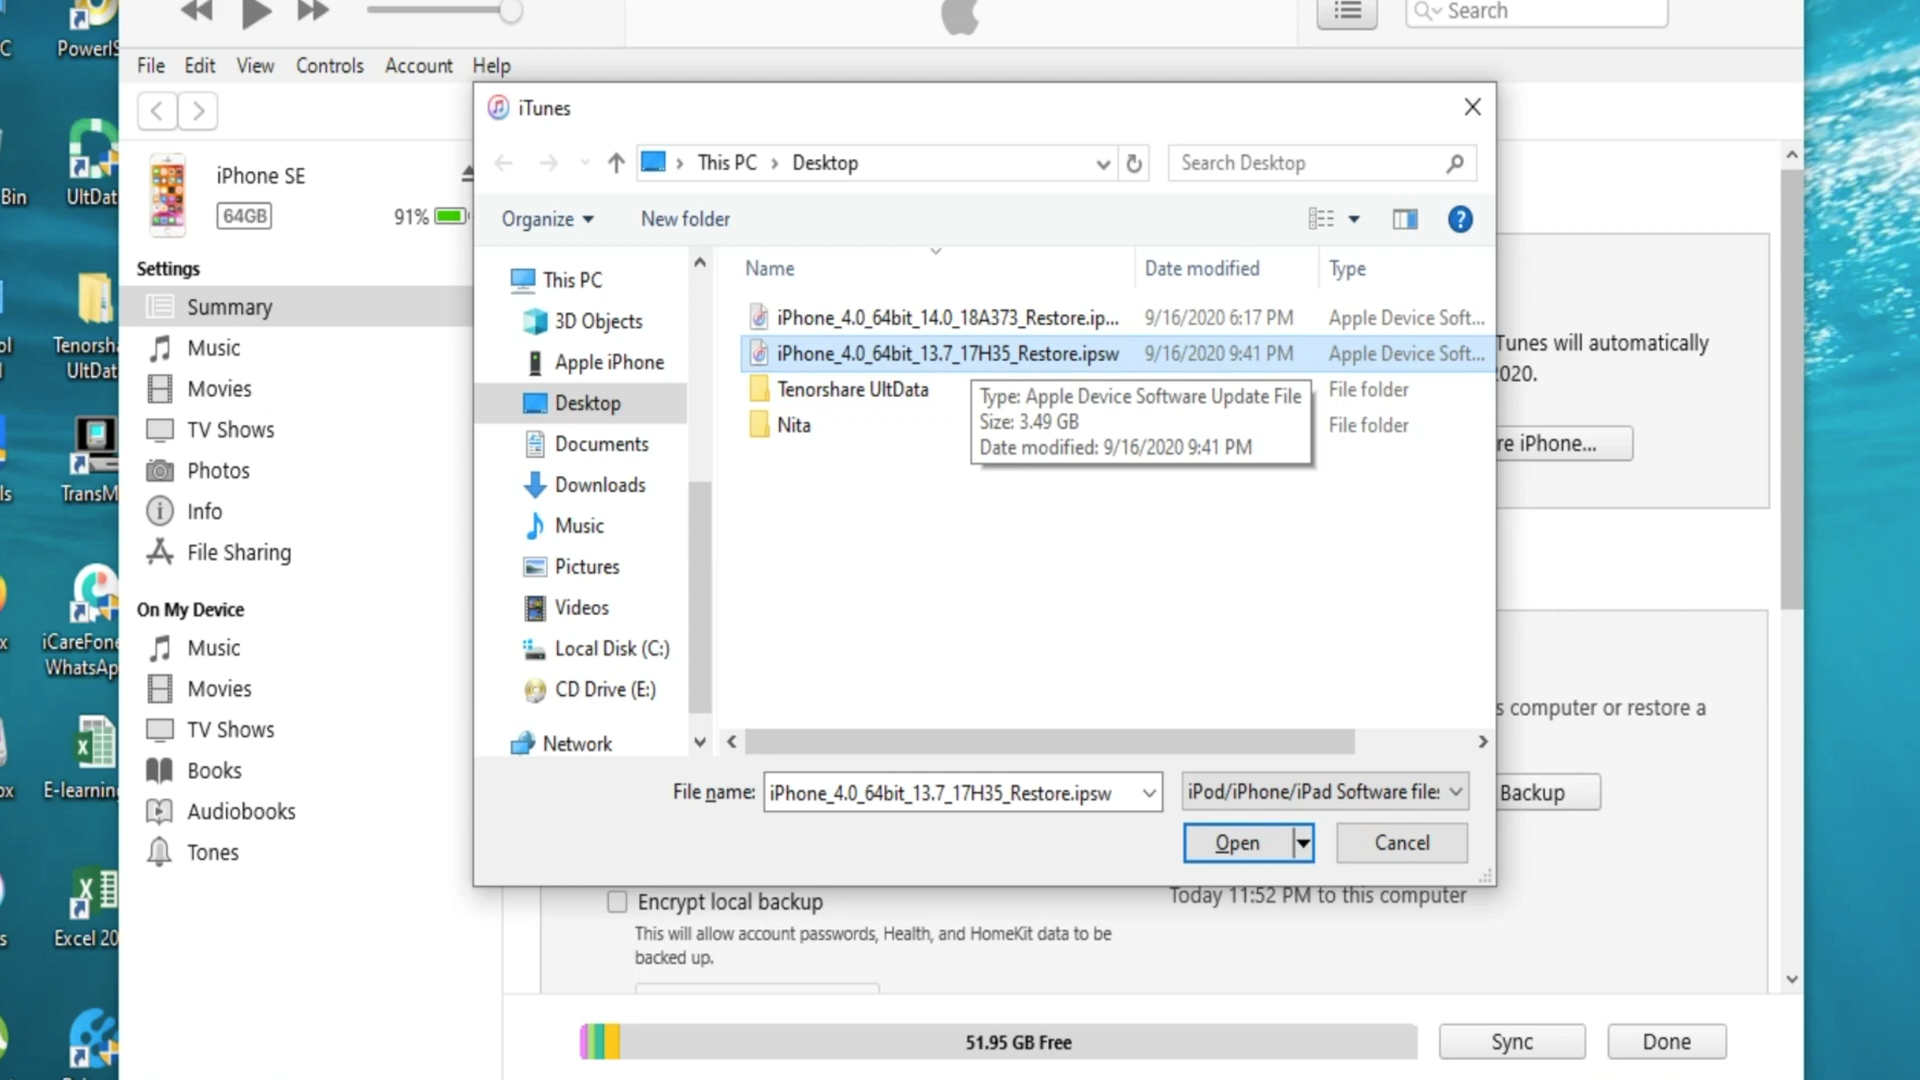 Search
File Edit View Controls Account Help
iTunes
This PC Desktop
Search Desktop
Organize New folder
iPhone SE
64GB
91%
Settings
Summary
Music
Movies
TV Shows
Photos
Info
File Sharing
On My Device
Music
Movies
TV Shows
Books
Audiobooks
Tones
This PC
3D Objects
Apple iPhone
Desktop
Documents
Downloads
Music
Pictures
Videos
Local Disk (C:)
CD Drive (E:)
Network
Name Date modified Type
iPhone_4.0_64bit_14.0_18A373_Restore.ip... 9/16/2020 6:17 PM Apple Device Soft...
iPhone_4.0_64bit_13.7_17H35_Restore.ipsw 9/16/2020 9:41 PM Apple Device Soft...
Tenorshare UltData File folder
Nita File folder
Type: Apple Device Software Update File
Size: 3.49 GB
Date modified: 9/16/2020 9:41 PM
File name: iPhone_4.0_64bit_13.7_17H35_Restore.ipsw iPod/iPhone/iPad Software file
Open Cancel
Tunes will automatically
2020.
re iPhone...
s computer or restore a
Backup
Today 11:52 PM to this computer
Encrypt local backup
This will allow account passwords, Health, and HomeKit data to be
backed up.
51.95 GB Free
Sync Done
PowerIS
Bin
UltDat
Tenorsha
UltDat
TransM
iCareFone
WhatsAp
E-learning
Excel 20